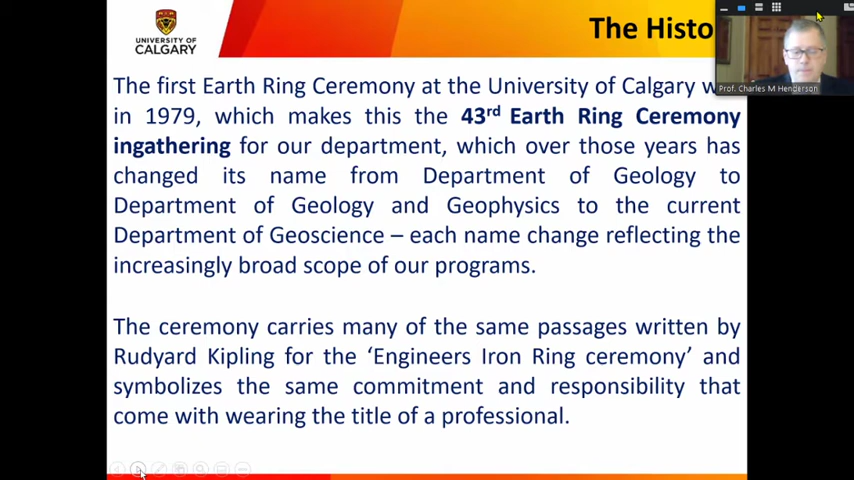 UNIVERSITY OF
CALGARY
The Histo
Prof. Charles M Henderson
The first Earth Ring Ceremony at the University of Calgary w
in 1979, which makes this the 43rd Earth Ring Ceremony
ingathering for our department, which over those years has
changed its name from Department of Geology to
Department of Geology and Geophysics to the current
Department of Geoscience – each name change reflecting the
increasingly broad scope of our programs.
The ceremony carries many of the same passages written by
Rudyard Kipling for the ‘Engineers Iron Ring ceremony’ and
symbolizes the same commitment and responsibility that
come with wearing the title of a professional.